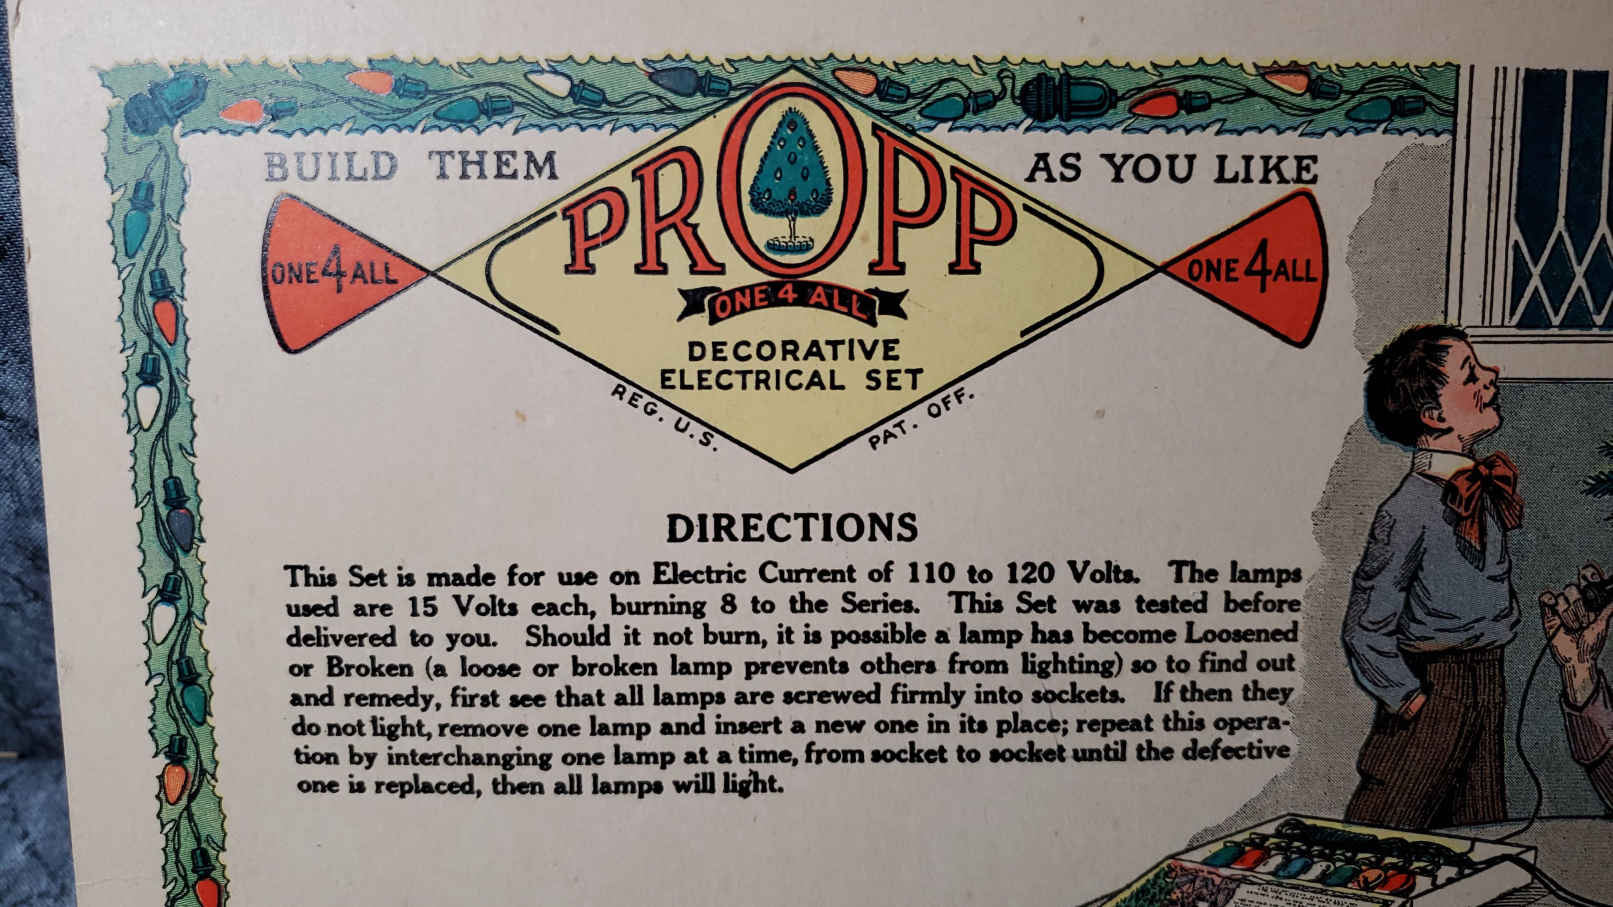 BUILD THEM
AS YOU LIKE
PROPP
ONE 4 ALL
ONE 4 ALL
ONE 4 ALL
DECORATIVE
ELECTRICAL SET
REG. U.S.
PAT. OFF.
DIRECTIONS
This Set is made for use on Electric Current of 110 to 120 Volts. The lamps
used are 15 Volts each, burning 8 to the Series. This Set was tested before
delivered to you. Should it not burn, it is possible a lamp has become Loosened
or Broken (a loose or broken lamp prevents others from lighting) so to find out
and remedy, first see that all lamps are screwed firmly into sockets. If then they
do not light, remove one lamp and insert a new one in its place; repeat this opera-
tion by interchanging one lamp at a time, from socket to socket until the defective
one is replaced, then all lamps will light.